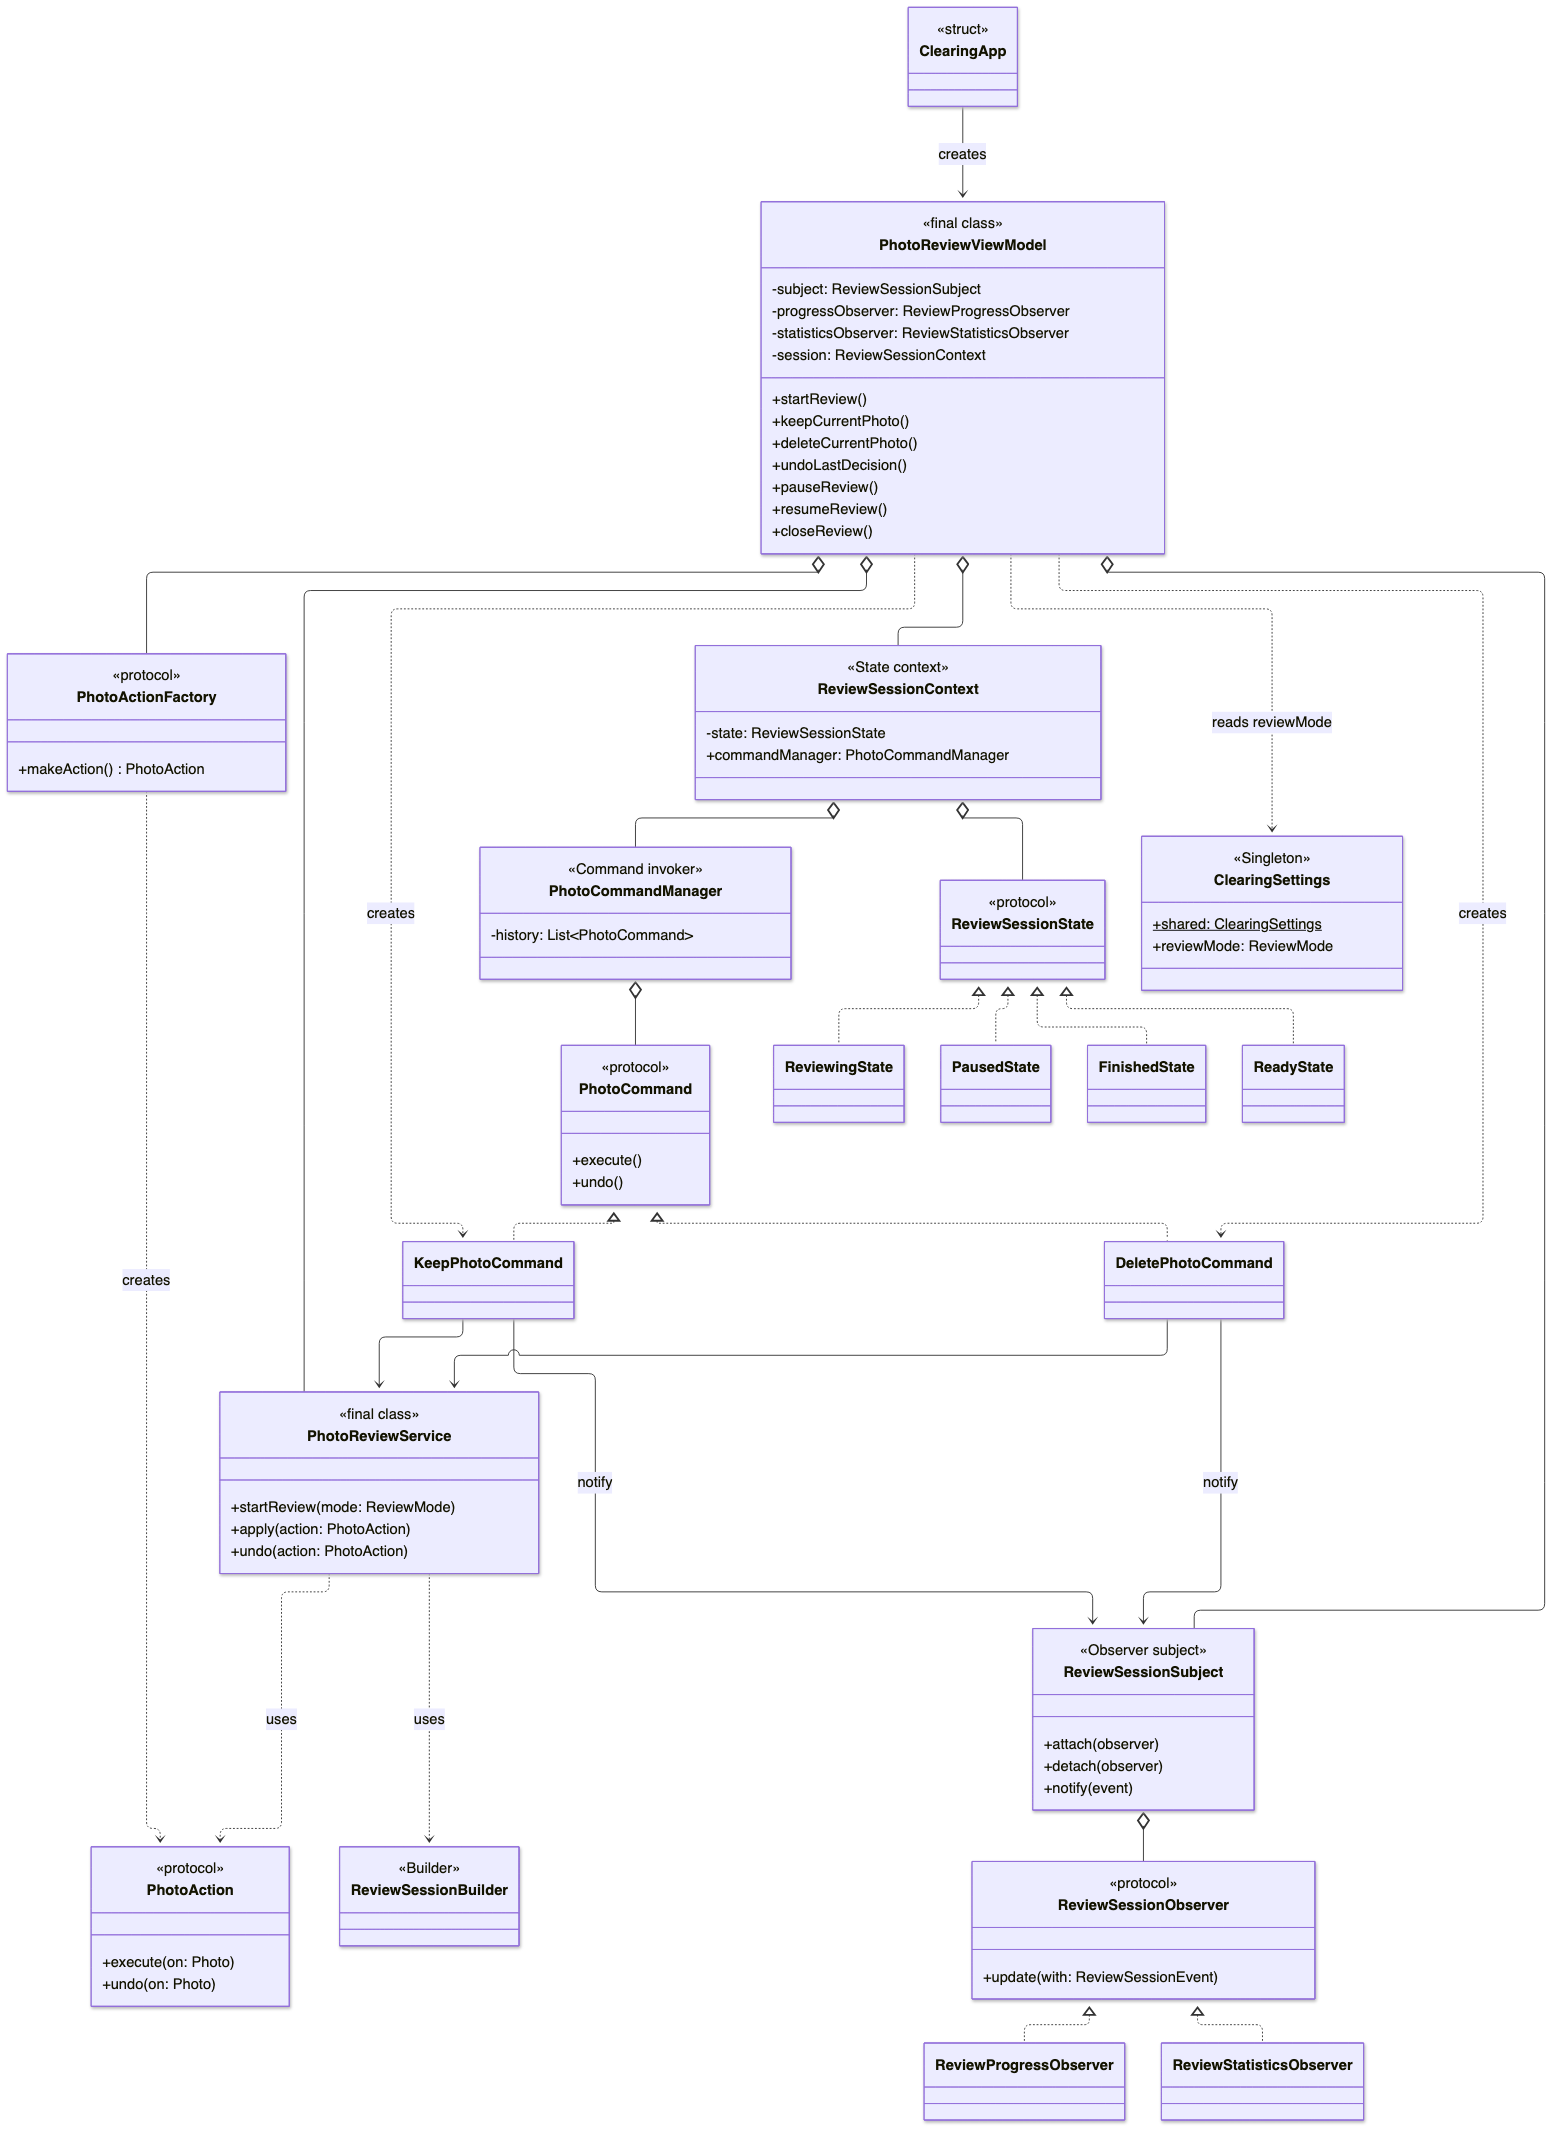 «struct»
ClearingApp
creates
«final class»
PhotoReviewViewModel
-subject: ReviewSessionSubject
-progressObserver: ReviewProgressObserver
-statisticsObserver: ReviewStatisticsObserver
-session: ReviewSessionContext
+startReview()
+keepCurrentPhoto()
+deleteCurrentPhoto()
+undoLastDecision()
+pauseReview()
+resumeReview()
+closeReview()
«protocol»
PhotoActionFactory
+makeAction() : PhotoAction
«State context»
ReviewSessionContext
-state: ReviewSessionState
+commandManager: PhotoCommandManager
reads reviewMode
«Command invoker»
PhotoCommandManager
-history: List<PhotoCommand>
«protocol»
ReviewSessionState
«Singleton»
ClearingSettings
+shared: ClearingSettings
+reviewMode: ReviewMode
creates
creates
«protocol»
PhotoCommand
+execute()
+undo()
ReviewingState
PausedState
FinishedState
ReadyState
KeepPhotoCommand
DeletePhotoCommand
creates
«final class»
PhotoReviewService
+startReview(mode: ReviewMode)
+apply(action: PhotoAction)
+undo(action: PhotoAction)
notify
notify
uses
uses
«Observer subject»
ReviewSessionSubject
+attach(observer)
+detach(observer)
+notify(event)
«protocol»
PhotoAction
+execute(on: Photo)
+undo(on: Photo)
«Builder»
ReviewSessionBuilder
«protocol»
ReviewSessionObserver
+update(with: ReviewSessionEvent)
ReviewProgressObserver
ReviewStatisticsObserver